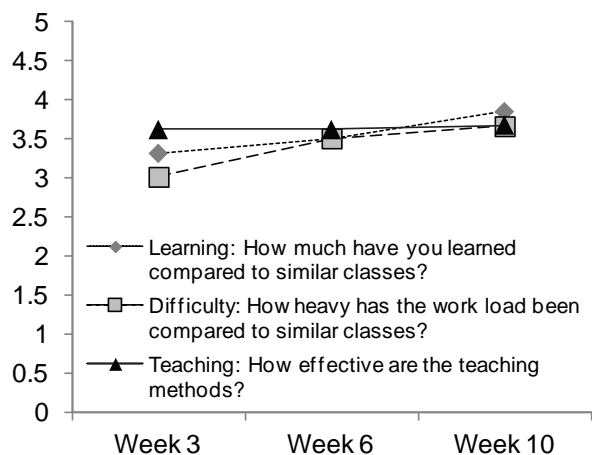 5
4.5
4
3.5
3
2.5
2
1.5
1
0.5
0
Learning: How much have you learned
compared to similar classes?
Difficulty: How heavy has the work load been
compared to similar classes?
Teaching: How effective are the teaching
methods?
Week 3 Week 6 Week 10